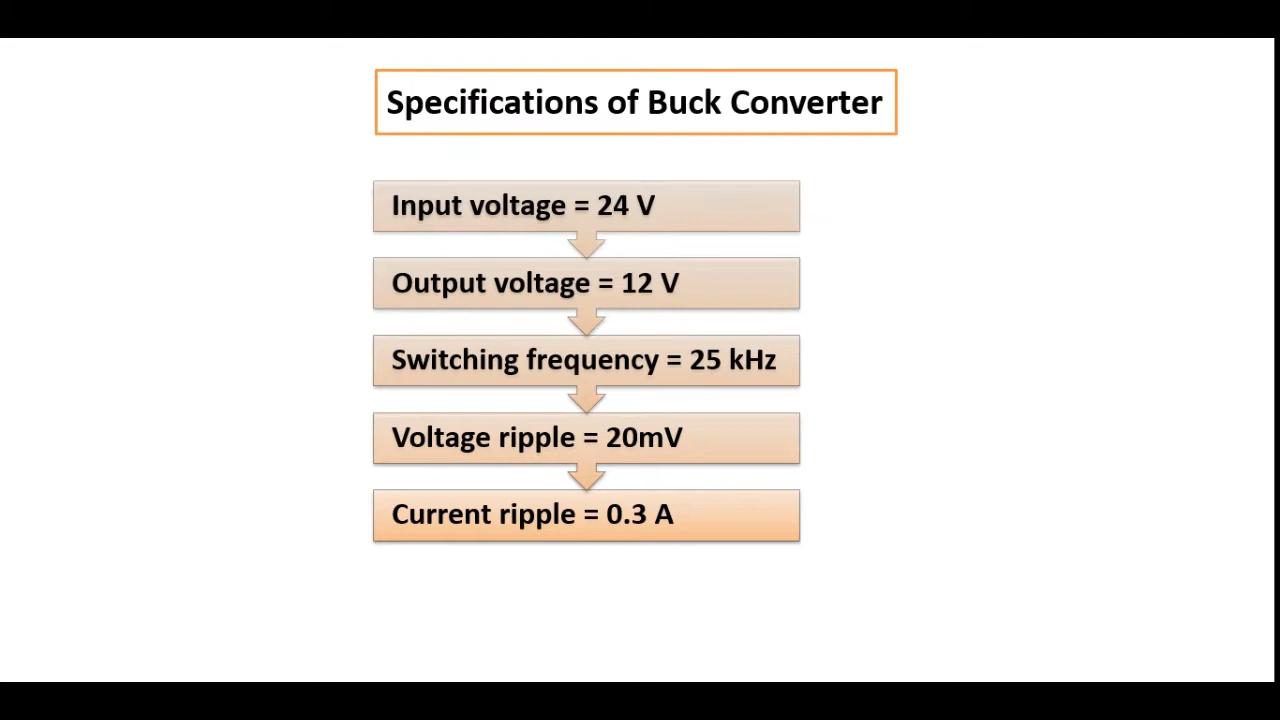 Specifications of Buck Converter
Input voltage = 24 V
Output voltage = 12 V
Switching frequency = 25 kHz
Voltage ripple = 20mV
Current ripple = 0.3 A